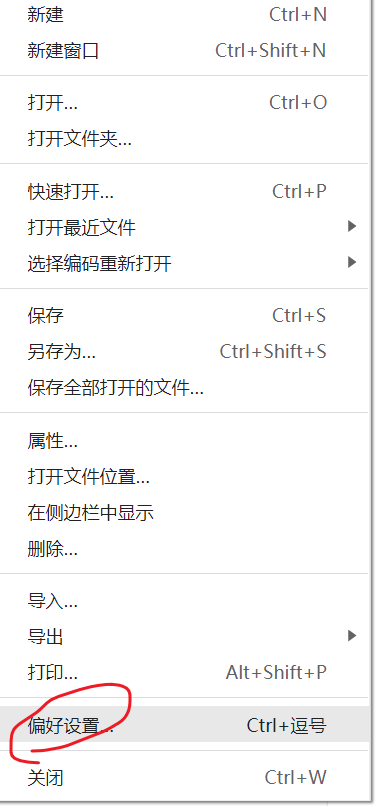 新建 Ctrl+N
新建窗口 Ctrl+Shift+N
打开... Ctrl+O
打开文件夹...
快速打开... Ctrl+P
打开最近文件
选择编码重新打开
保存 Ctrl+S
另存为... Ctrl+Shift+S
保存全部打开的文件...
属性...
打开文件位置...
在侧边栏中显示
删除...
导入...
导出
打印... Alt+Shift+P
偏好设置... Ctrl+逗号
关闭 Ctrl+W